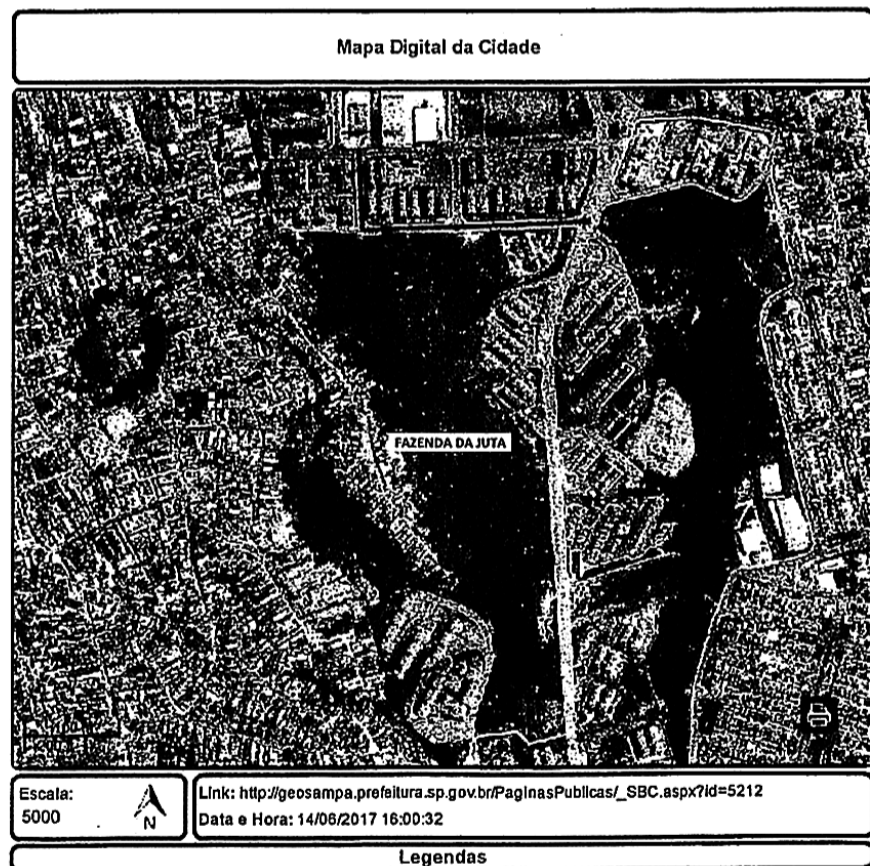 Mapa Digital da Cidade
FAZENDA DA JUTA
Escala:
5000
N
Link: http://geosampa.prefeitura.sp.gov.br/PaginasPublicas/_SBC.aspx?id=5212
Data e Hora: 14/06/2017 16:00:32
Legendas